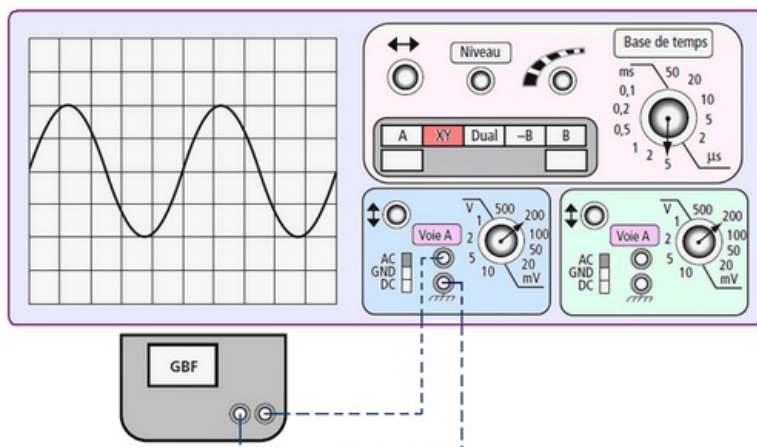 Niveau
Base de temps
ms
50
20
0,1
10
0,2
5
0,5
2
1
2
5
µs
A
XY
Dual
–B
B
V
500
200
1
100
2
50
5
20
10
mV
Voie A
AC
GND
DC
V
500
200
1
100
2
50
5
20
10
mV
Voie A
AC
GND
DC
GBF